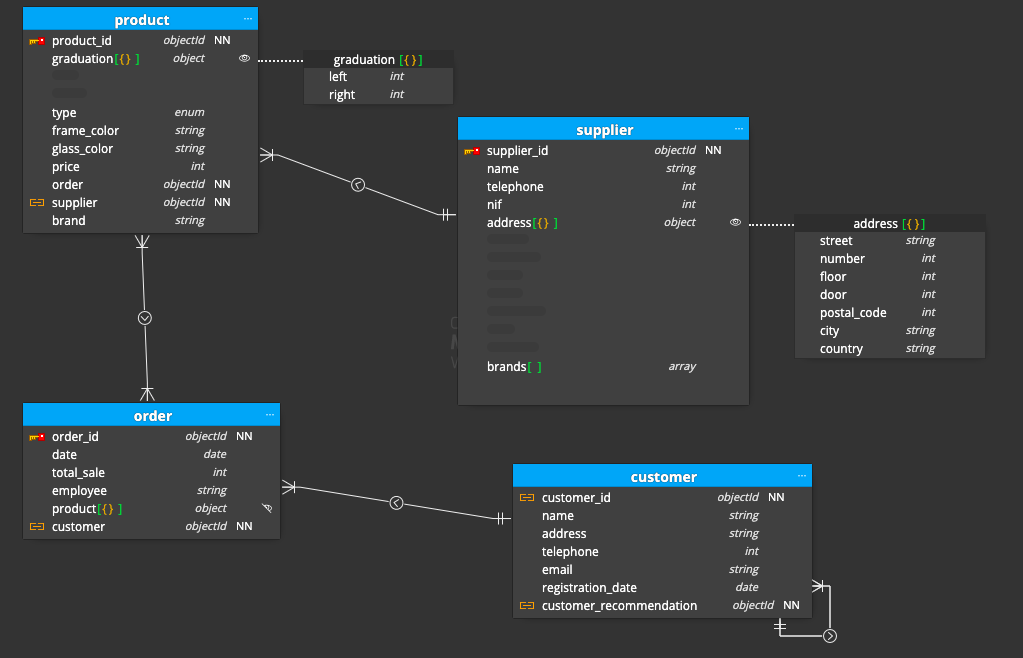 product ...
product_id objectId NN
graduation[{} ] object
type enum
frame_color string
glass_color string
price int
order objectId NN
supplier objectId NN
brand string
graduation [{}]
left int
right int
supplier ...
supplier_id objectId NN
name string
telephone int
nif int
address[{} ] object
brands[ ] array
address [{}]
street string
number int
floor int
door int
postal_code int
city string
country string
order ...
order_id objectId NN
date date
total_sale int
employee string
product[{} ] object
customer objectId NN
customer ...
customer_id objectId NN
name string
address string
telephone int
email string
registration_date date
customer_recommendation objectId NN